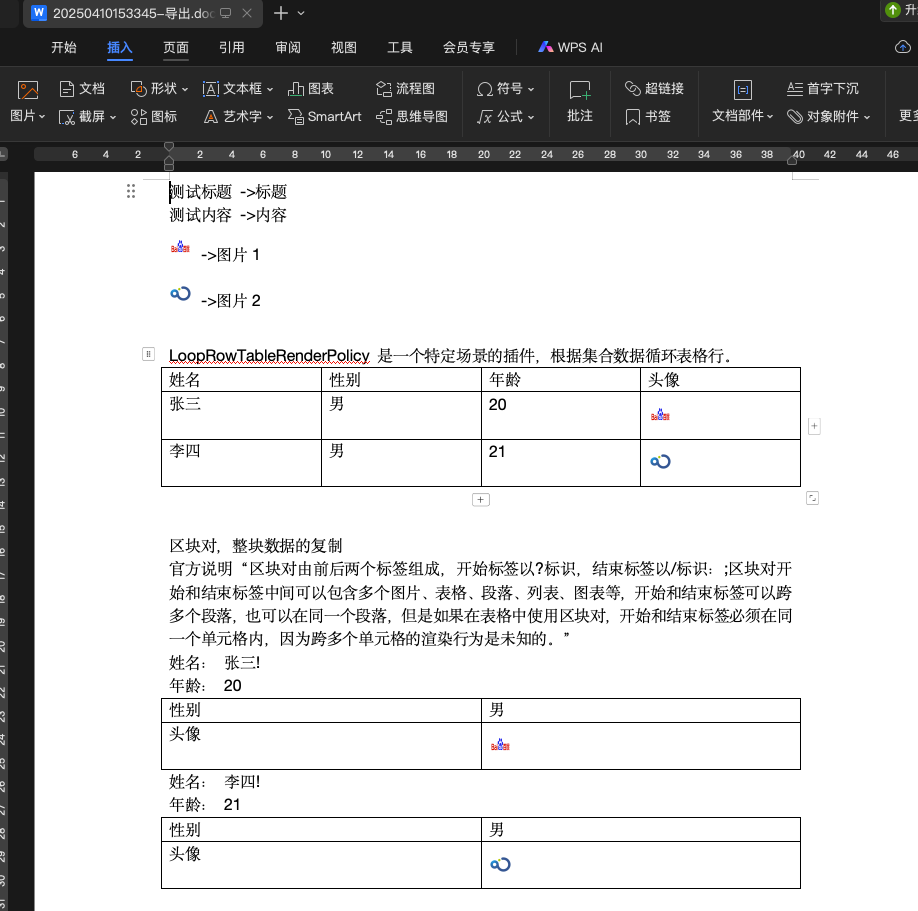 20250410153345-导出.doc
升
开始 插入 页面 引用 审阅 视图 工具 会员专享 WPS AI
文档 形状 文本框 图表 流程图 符号 超链接 首字下沉
图片 截屏 图标 艺术字 SmartArt 思维导图 公式 批注 书签 文档部件 对象附件 更多
6 4 2 2 4 6 8 10 12 14 16 18 20 22 24 26 28 30 32 34 36 38 40 42 44 46
测试标题 ->标题
测试内容 ->内容
->图片 1
->图片 2
LoopRowTableRenderPolicy 是一个特定场景的插件，根据集合数据循环表格行。
姓名 性别 年龄 头像
张三 男 20
李四 男 21
区块对，整块数据的复制
官方说明“区块对由前后两个标签组成，开始标签以?标识，结束标签以/标识：;区块对开
始和结束标签中间可以包含多个图片、表格、段落、列表、图表等，开始和结束标签可以跨
多个段落，也可以在同一个段落，但是如果在表格中使用区块对，开始和结束标签必须在同
一个单元格内，因为跨多个单元格的渲染行为是未知的。”
姓名： 张三!
年龄： 20
性别 男
头像
姓名： 李四!
年龄： 21
性别 男
头像